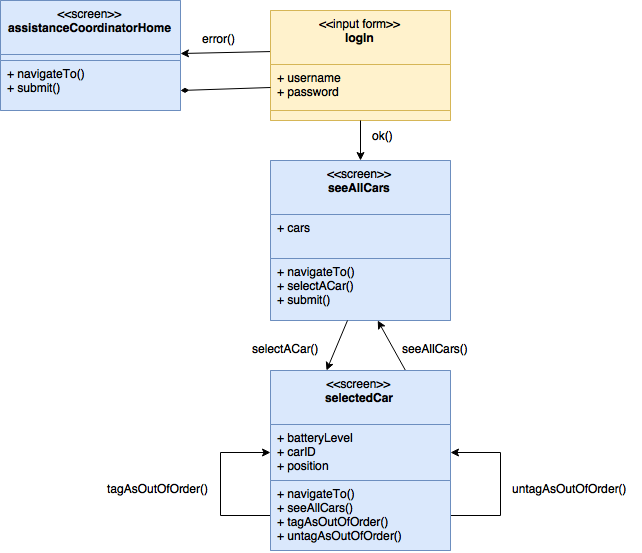 <<screen>>
assistanceCoordinatorHome
+ navigateTo()
+ submit()
error()
<<input form>>
logIn
+ username
+ password
ok()
<<screen>>
seeAllCars
+ cars
+ navigateTo()
+ selectACar()
+ submit()
selectACar()
seeAllCars()
<<screen>>
selectedCar
+ batteryLevel
+ carID
+ position
+ navigateTo()
+ seeAllCars()
+ tagAsOutOfOrder()
+ untagAsOutOfOrder()
tagAsOutOfOrder()
untagAsOutOfOrder()